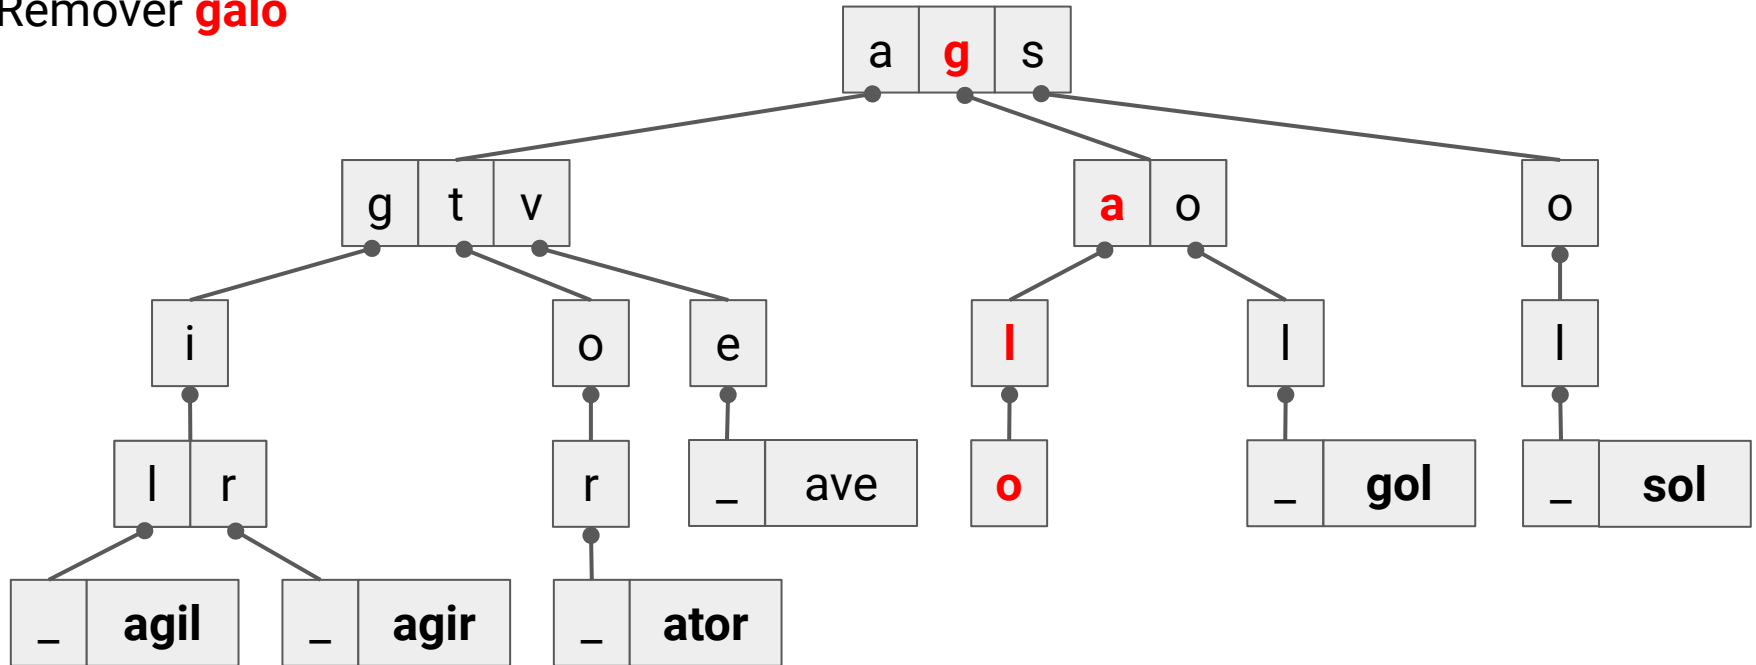 Remover galo
a g s
g t v a o o
i o e l l l
l r r _ ave o _ gol _ sol
_ agil _ agir _ ator